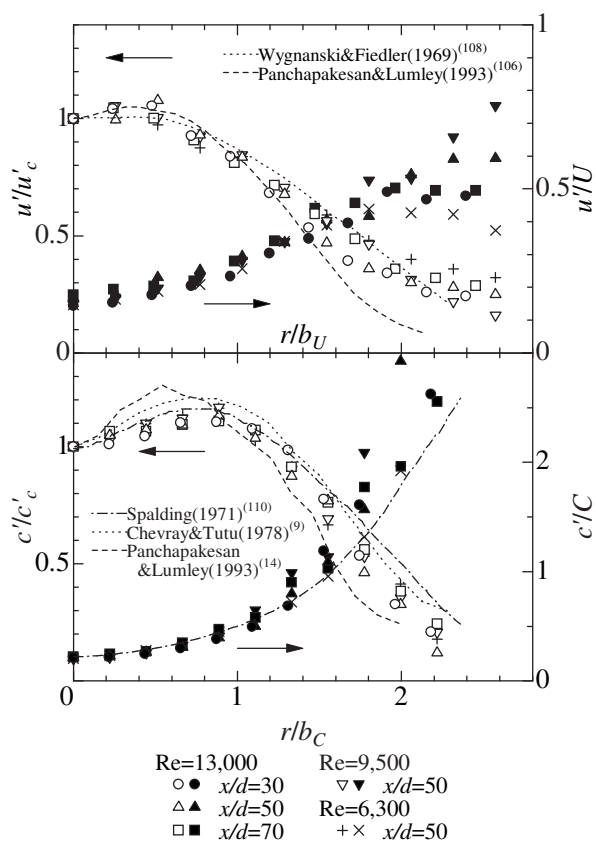 1
1
Wygnanski&Fiedler(1969)(108)
Panchapakesan&Lumley(1993)(106)
u'/u'c
0.5
0.5
u'/U
0
r/bU
0
1
2
c'/c'c
c'/C
Spalding(1971)(110)
Chevray&Tutu(1978)(9)
Panchapakesan
&Lumley(1993)(14)
0.5
1
0
0
1
2
r/bC
Re=13,000 Re=9,500
x/d=30 x/d=50
x/d=50 Re=6,300
x/d=70 x/d=50